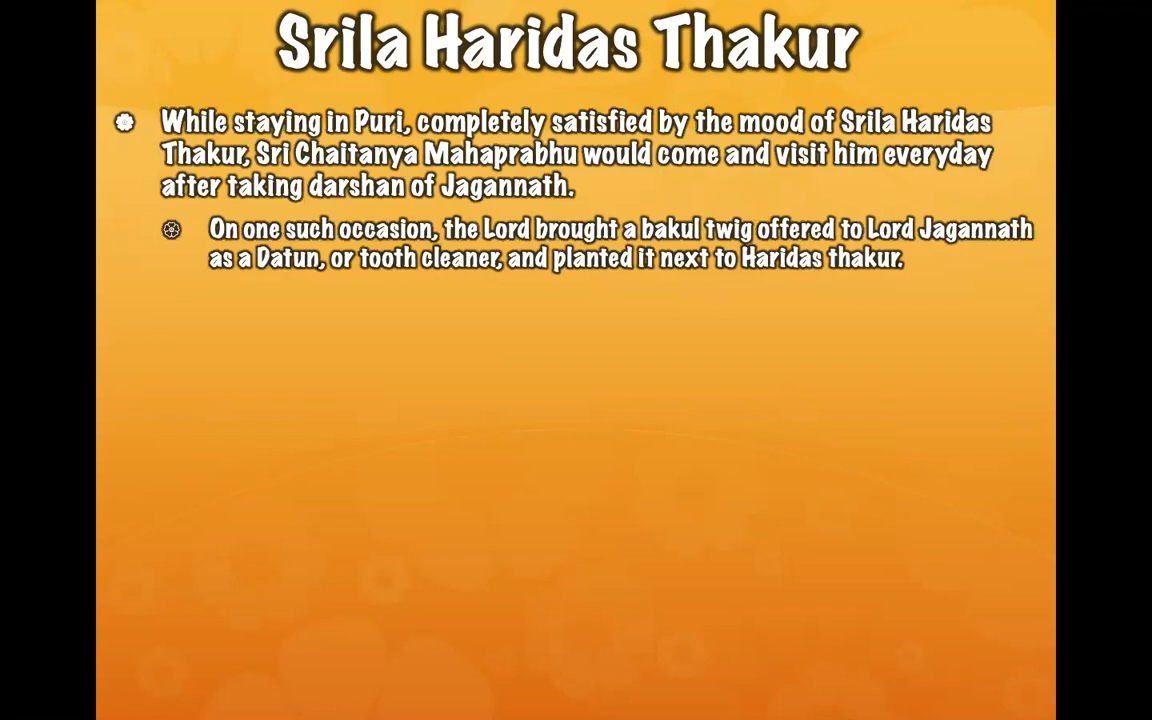 Srila Haridas Thakur
While staying in Puri, completely satisfied by the mood of Srila Haridas
Thakur, Sri Chaitanya Mahaprabhu would come and visit him everyday
after taking darshan of Jagannath.
On one such occasion, the Lord brought a bakul twig offered to Lord Jagannath
as a Datun, or tooth cleaner, and planted it next to Haridas thakur.